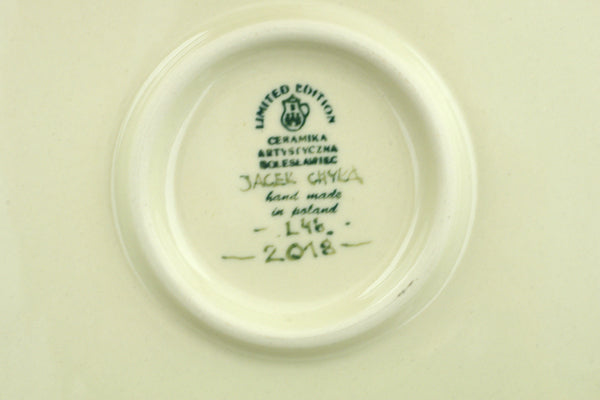 LIMITED EDITION
CERAMIKA
ARTYSTYCZNA
BOLESŁAWIEC
JACEK CHYŁA
hand made
in poland
- L46. -
- 2018 -